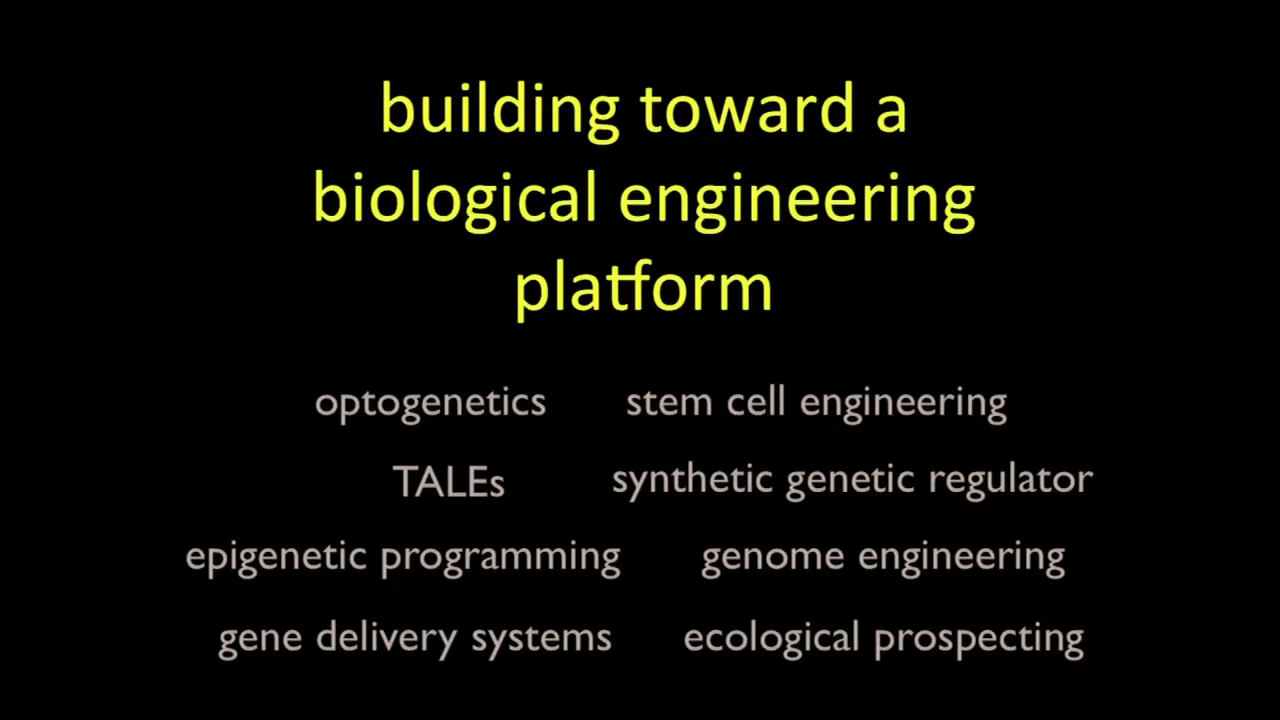 building toward a
biological engineering
platform
optogenetics stem cell engineering
TALEs synthetic genetic regulator
epigenetic programming genome engineering
gene delivery systems ecological prospecting